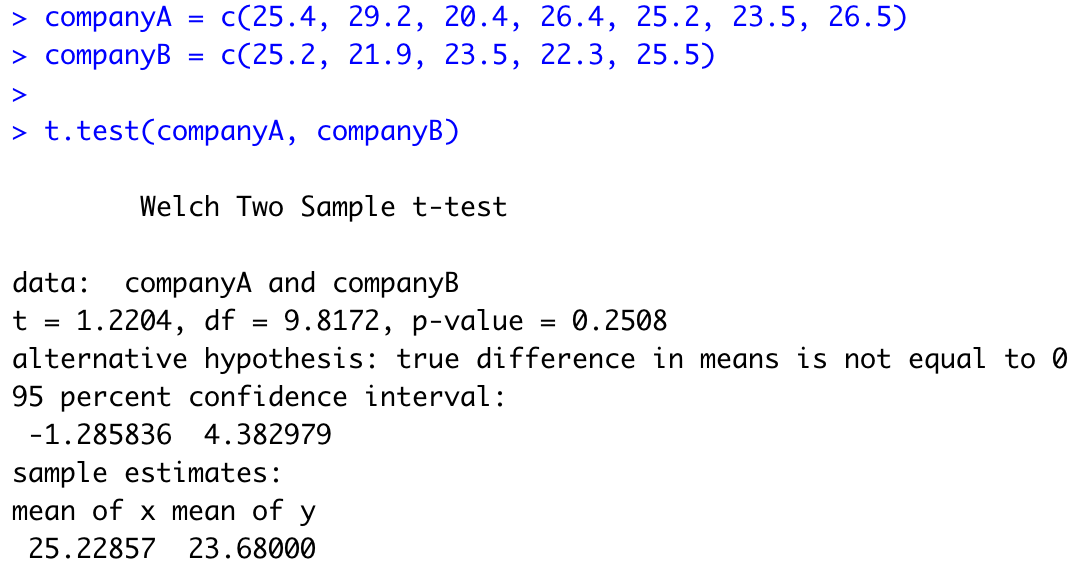 > companyA = c(25.4, 29.2, 20.4, 26.4, 25.2, 23.5, 26.5)
> companyB = c(25.2, 21.9, 23.5, 22.3, 25.5)
>
> t.test(companyA, companyB)
Welch Two Sample t-test
data:  companyA and companyB
t = 1.2204, df = 9.8172, p-value = 0.2508
alternative hypothesis: true difference in means is not equal to 0
95 percent confidence interval:
-1.285836  4.382979
sample estimates:
mean of x mean of y
25.22857  23.68000